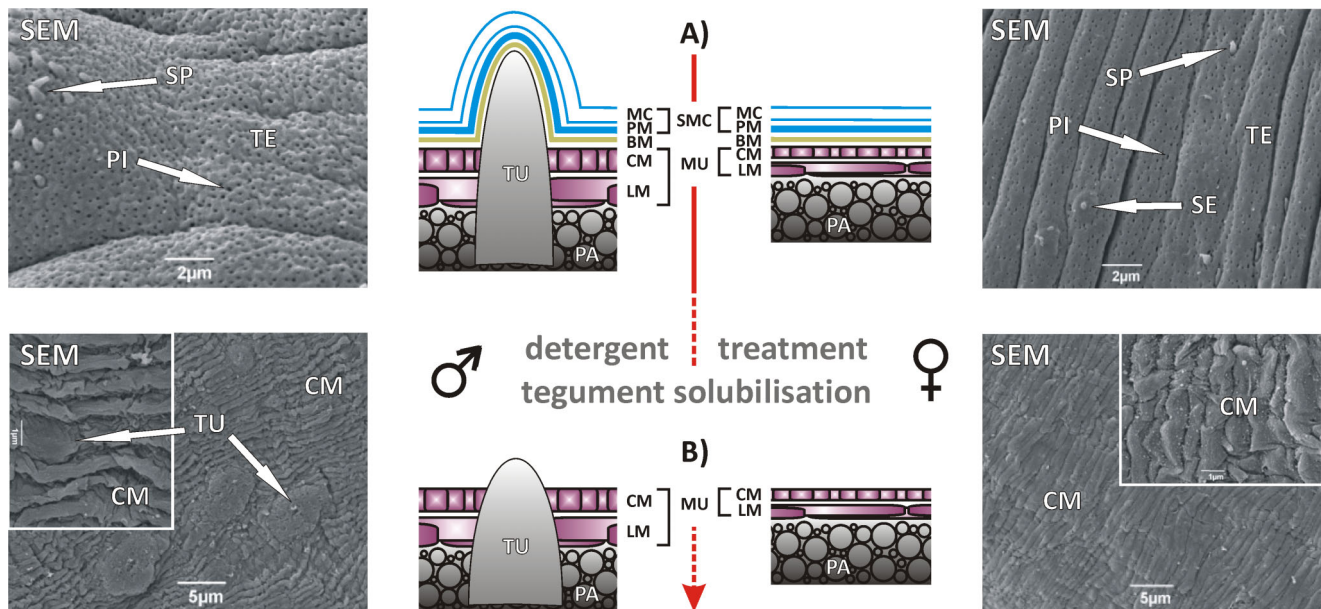 SEM
SP
TE
PI
2µm
A)
MC
PM
BM
CM
LM
SMC
MU
MC
PM
BM
CM
LM
TU
PA
PA
SEM
SP
PI
TE
SE
2µm
detergent treatment
tegument solubilisation
SEM
CM
TU
1µm
CM
5µm
B)
CM
LM
MU
CM
LM
TU
PA
PA
SEM
CM
1µm
CM
5µm